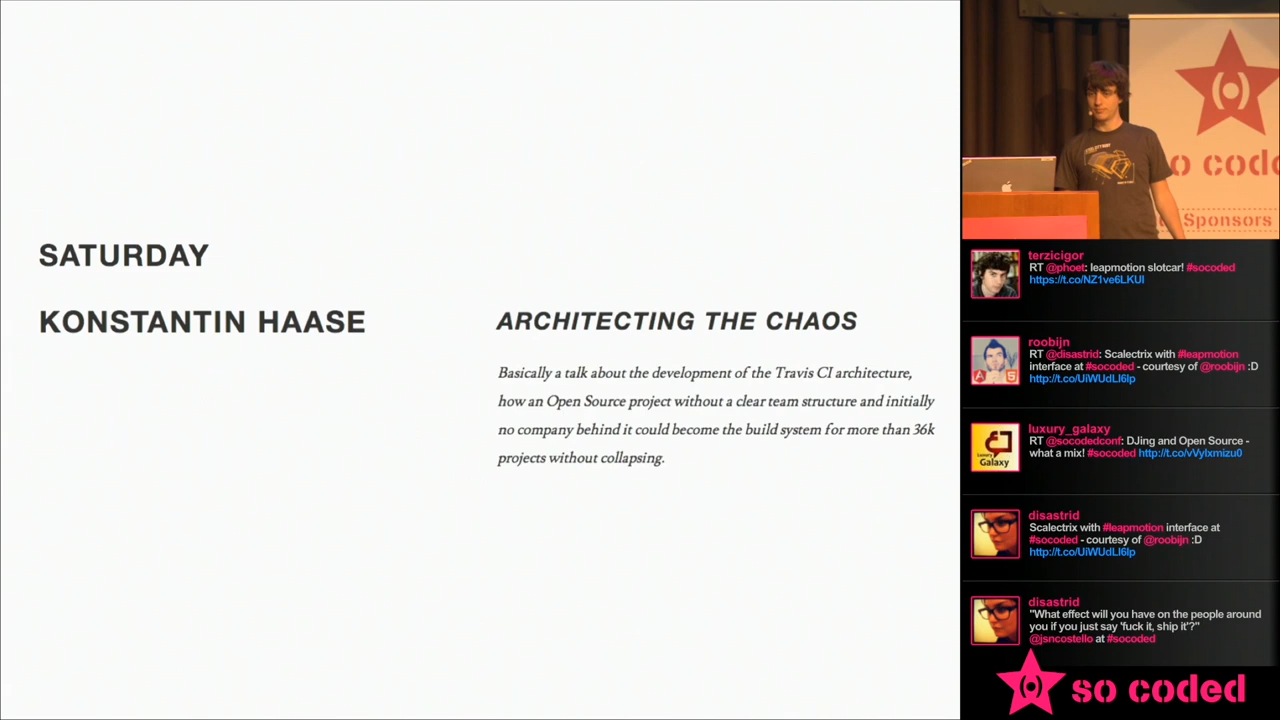 SATURDAY
KONSTANTIN HAASE
ARCHITECTING THE CHAOS
Basically a talk about the development of the Travis CI architecture,
how an Open Source project without a clear team structure and initially
no company behind it could become the build system for more than 36k
projects without collapsing.
so code
Sponsors
terzicigor
RT @phoet: leapmotion slotcar! #socoded
https://t.co/NZ1ve6LKUl
roobijn
RT @disastrid: Scalectrix with #leapmotion
interface at #socoded - courtesy of @roobijn :D
http://t.co/UiWUdLI6lp
luxury_galaxy
RT @socodedconf: DJing and Open Source -
what a mix! #socoded http://t.co/vVylxmizu0
Luxury
Galaxy
disastrid
Scalectrix with #leapmotion interface at
#socoded - courtesy of @roobijn :D
http://t.co/UiWUdLI6lp
disastrid
"What effect will you have on the people around
you if you just say 'fuck it, ship it'?"
@jsncostello at #socoded
so coded